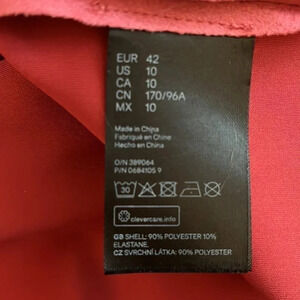 EUR 42
US 10
CA 10
CN 170/96A
MX 10
Made in China
Fabriqué en Chine
Hecho en China
O/N 389064
P/N 0684105 9
30
clevercare.info
GB SHELL: 90% POLYESTER 10%
ELASTANE.
CZ SVRCHNÍ LÁTKA: 90% POLYESTER